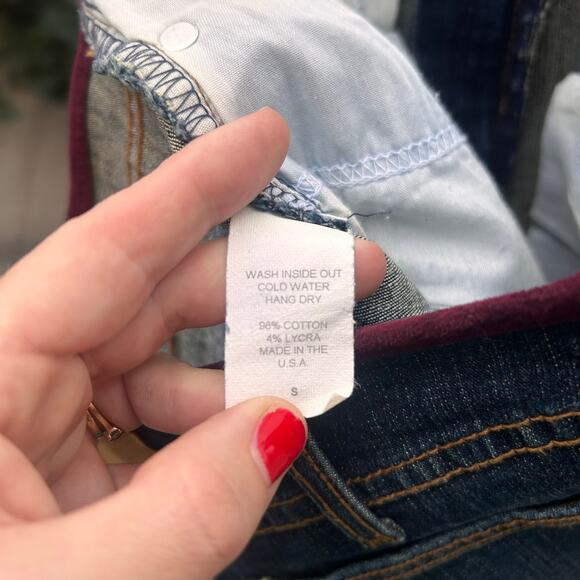 WASH INSIDE OUT
COLD WATER
HANG DRY
96% COTTON
4% LYCRA
MADE IN THE
U.S.A.
S